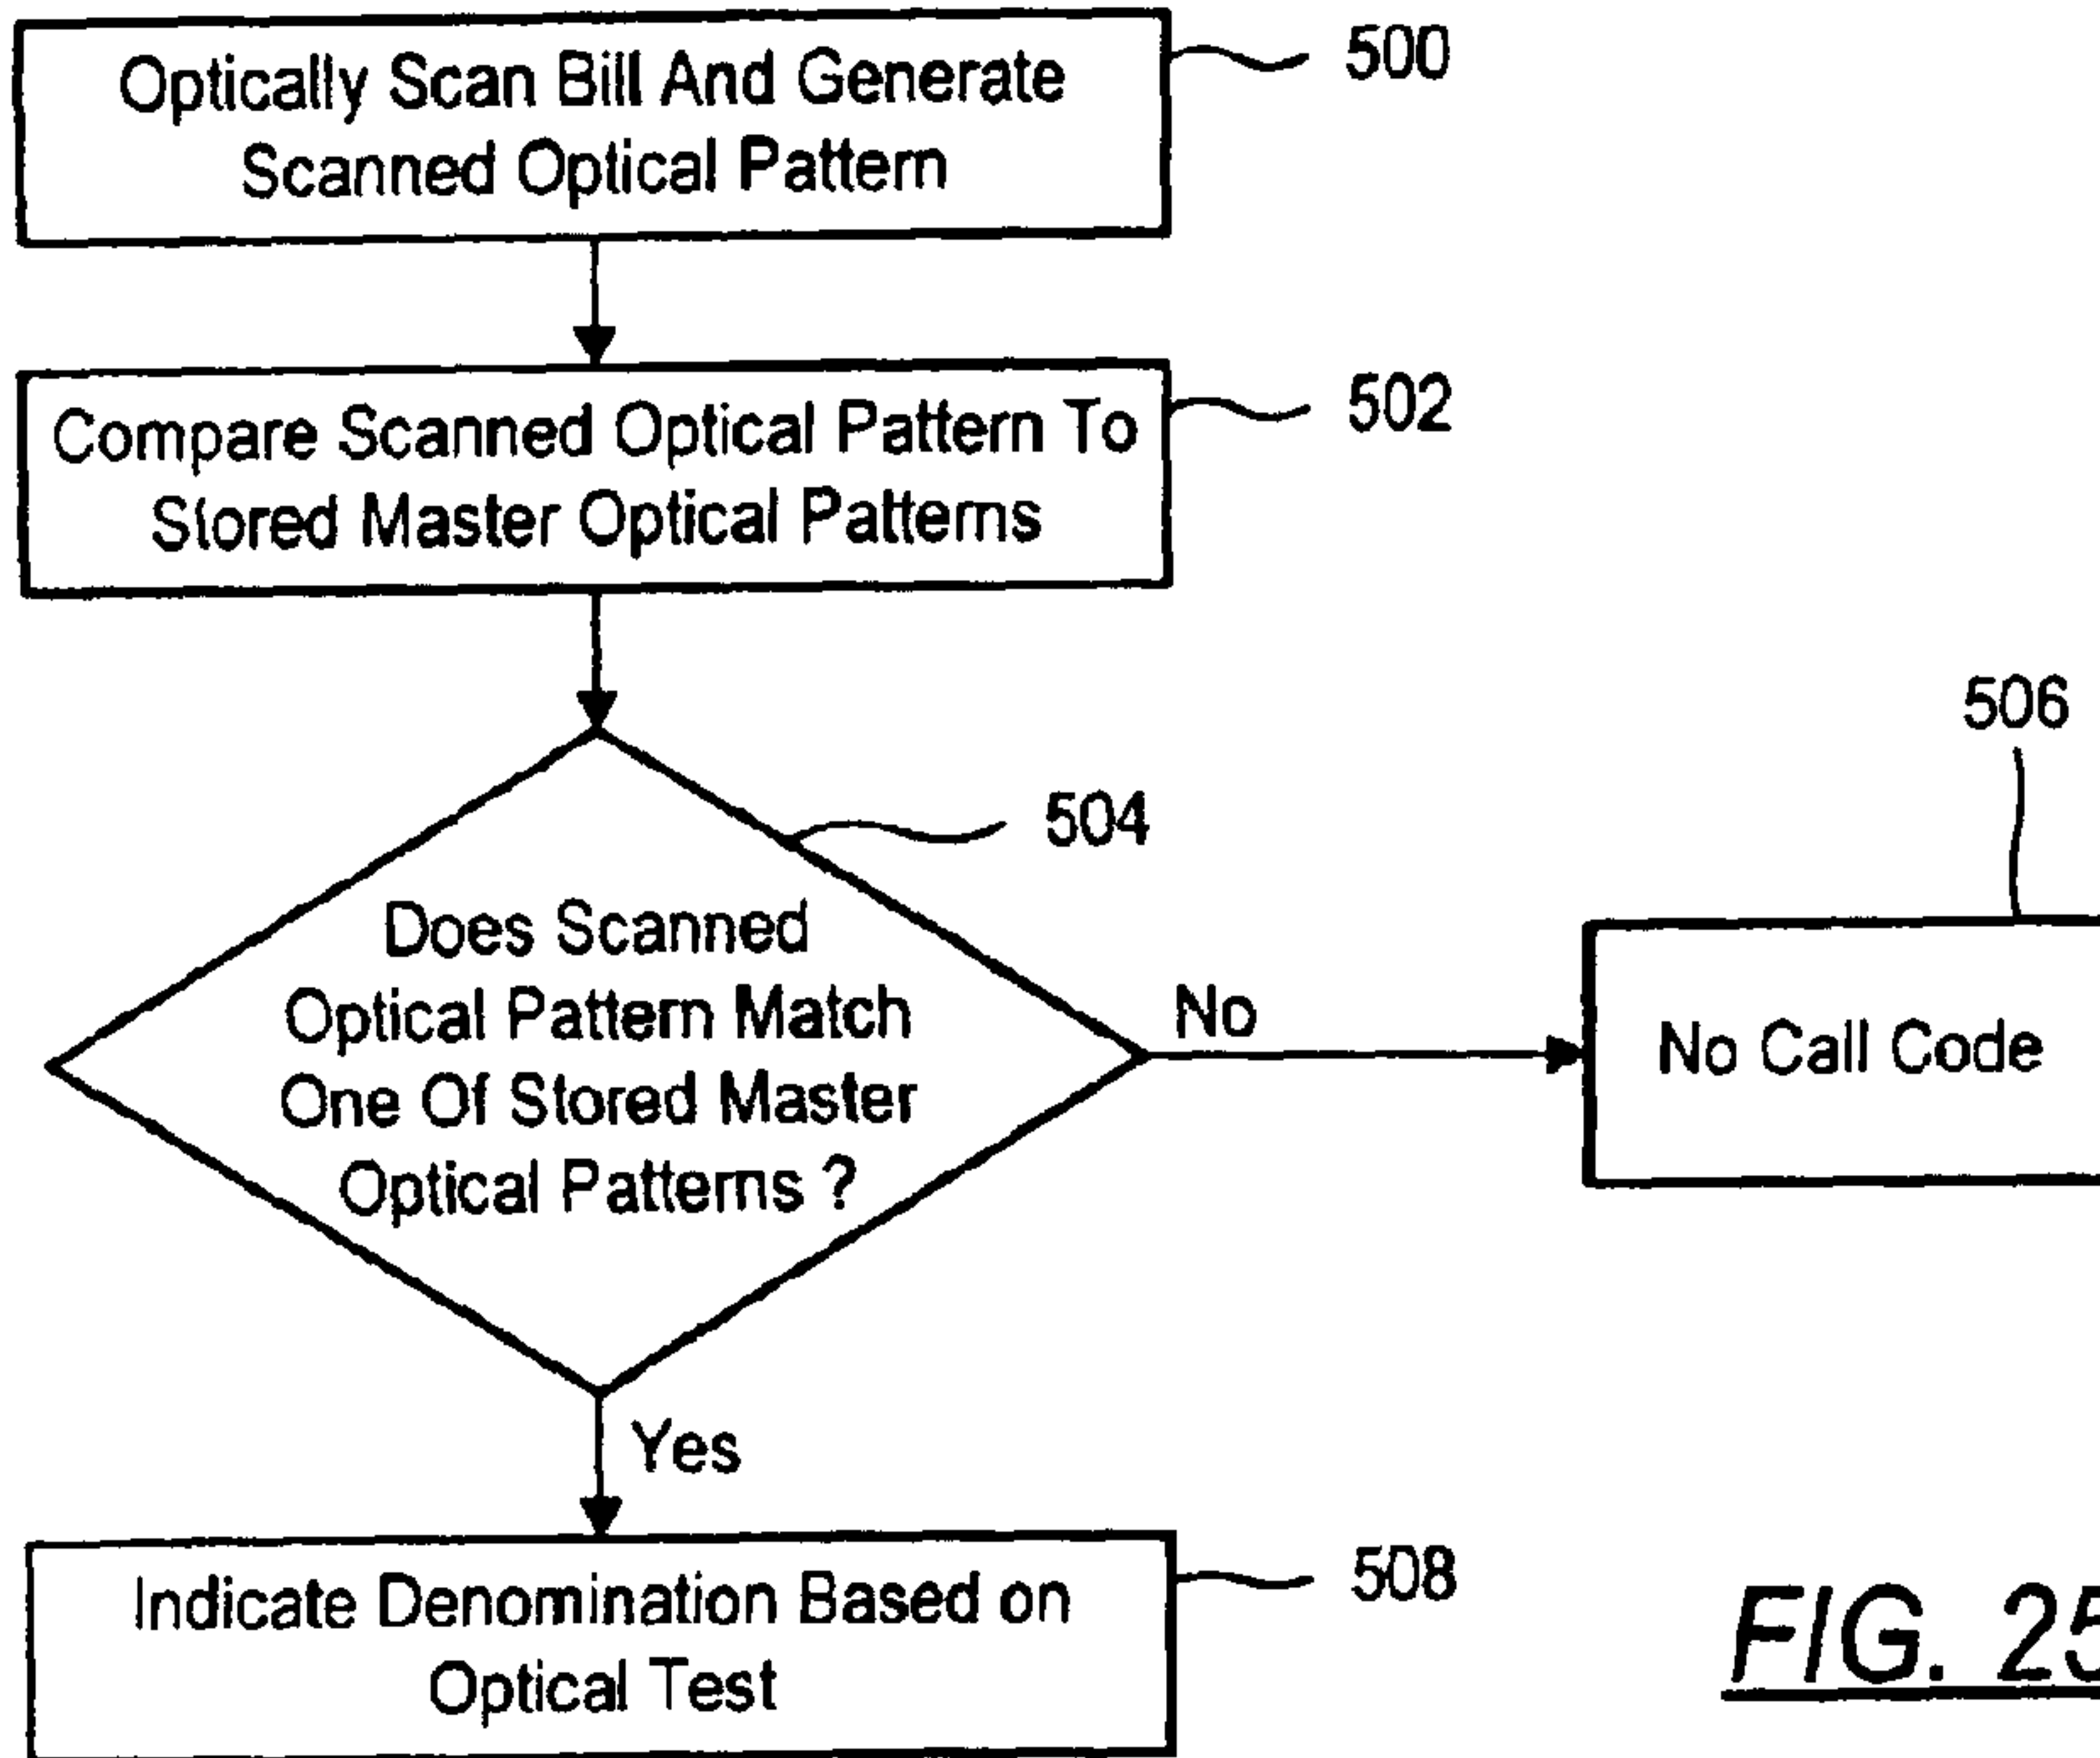 Optically Scan Bill And Generate
Scanned Optical Pattern
500
Compare Scanned Optical Pattern To
Stored Master Optical Patterns
502
504
506
Does Scanned
Optical Pattern Match
One Of Stored Master
Optical Patterns ?
No
No Call Code
Yes
Indicate Denomination Based on
Optical Test
508
FIG. 25